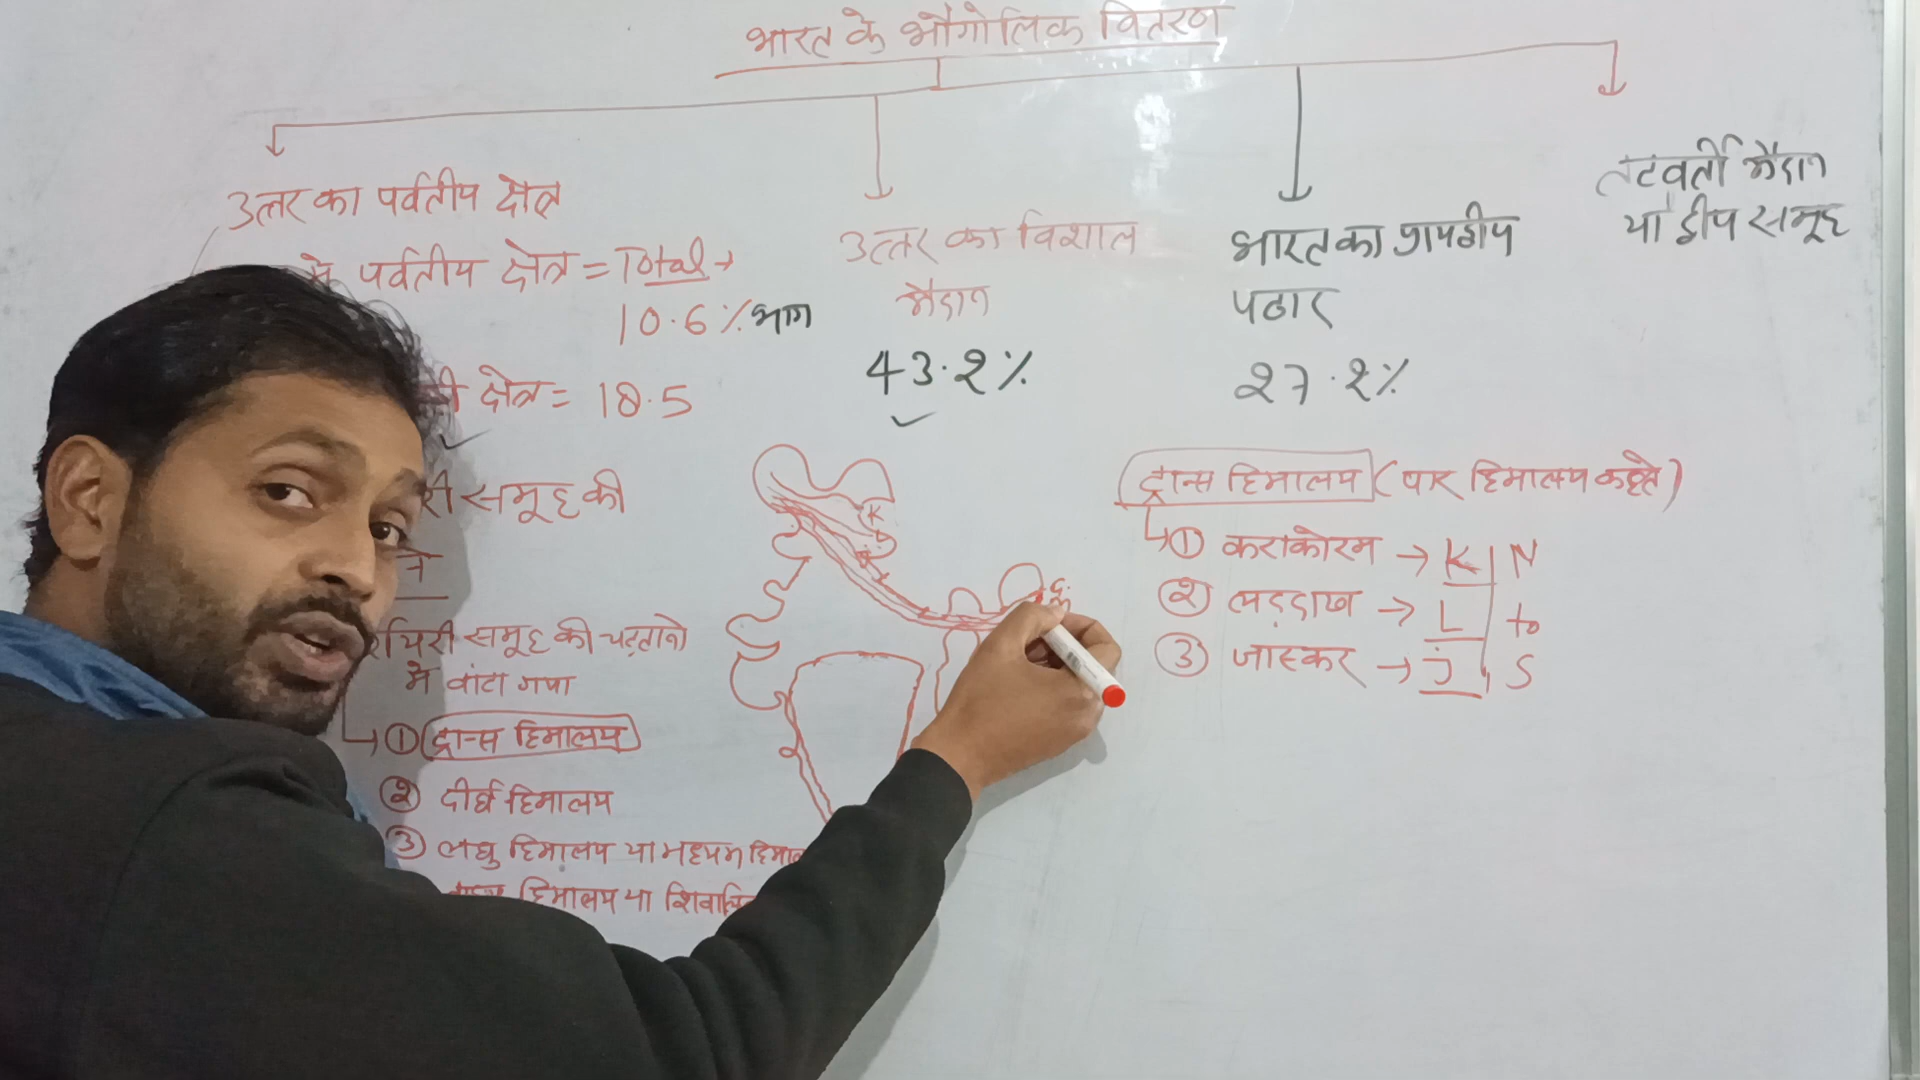 भारत के भौगोलिक वितरण
उत्तर का पर्वतीय क्षेत्र
में पर्वतीय क्षेत्र = Total →
10.6 % भाग
क्षेत्र = 18.5
समूह की
समूह की चट्टानो
में बांटा गया
① ट्रान्स हिमालय
② दीर्घ हिमालय
③ लघु हिमालय या मध्यम
हिमालय या
उत्तर का विशाल
मैदान
43.2 %
भारत का प्रायद्वीप
पठार
27.2 %
तटवर्ती मैदान
या द्वीप समूह
K
ट्रान्स हिमालय (पार हिमालय कहते)
① कराकोरम → K | N
② लद्दाख → L | to
③ जास्कर → J | S